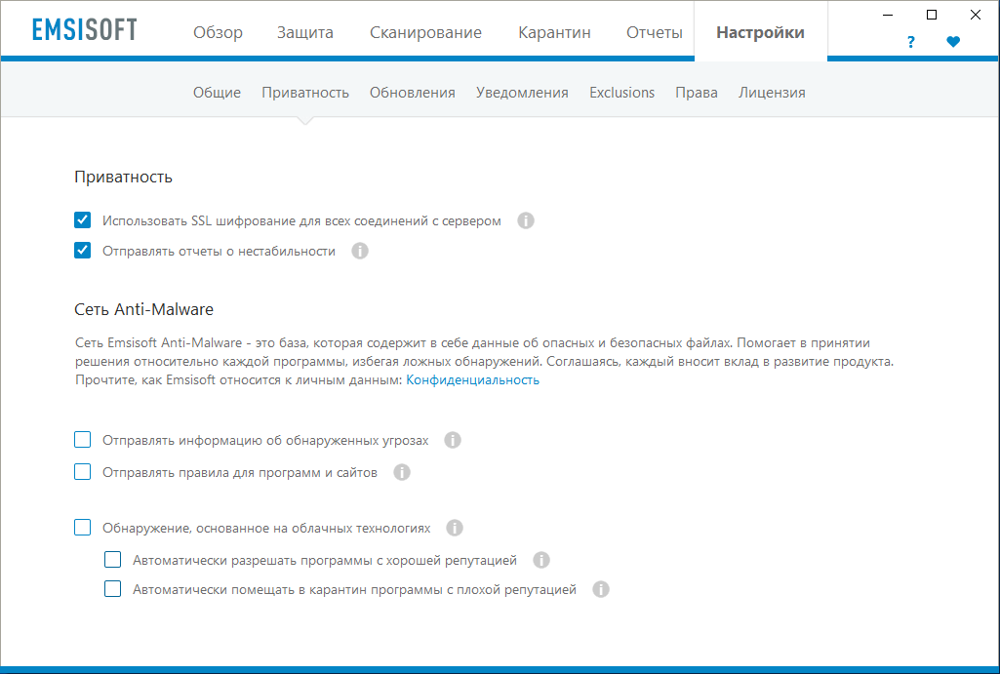 EMSISOFT
Обзор Защита Сканирование Карантин Отчеты Настройки ?
Общие Приватность Обновления Уведомления Exclusions Права Лицензия
Приватность
Использовать SSL шифрование для всех соединений с сервером i
Отправлять отчеты о нестабильности i
Сеть Anti-Malware
Сеть Emsisoft Anti-Malware - это база, которая содержит в себе данные об опасных и безопасных файлах. Помогает в принятии
решения относительно каждой программы, избегая ложных обнаружений. Соглашаясь, каждый вносит вклад в развитие продукта.
Прочтите, как Emsisoft относится к личным данным: Конфиденциальность
Отправлять информацию об обнаруженных угрозах i
Отправлять правила для программ и сайтов i
Обнаружение, основанное на облачных технологиях i
Автоматически разрешать программы с хорошей репутацией i
Автоматически помещать в карантин программы с плохой репутацией i